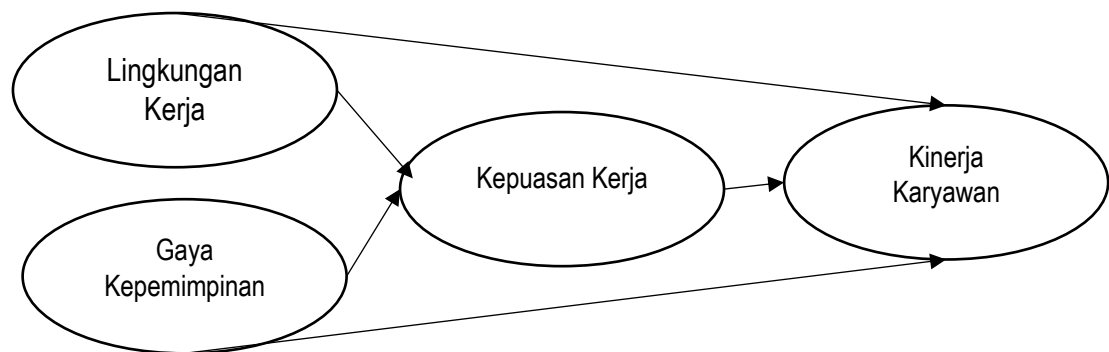 Lingkungan
Kerja
Kepuasan Kerja
Kinerja
Karyawan
Gaya
Kepemimpinan